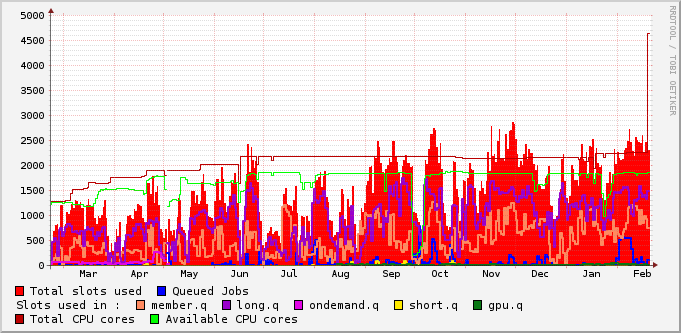 5000
4500
4000
3500
3000
2500
2000
1500
1000
500
0
Mar Apr May Jun Jul Aug Sep Oct Nov Dec Jan Feb
RRDTOOL / TOBI OETIKER
Total slots used Queued Jobs
Slots used in : member.q long.q ondemand.q short.q gpu.q
Total CPU cores Available CPU cores